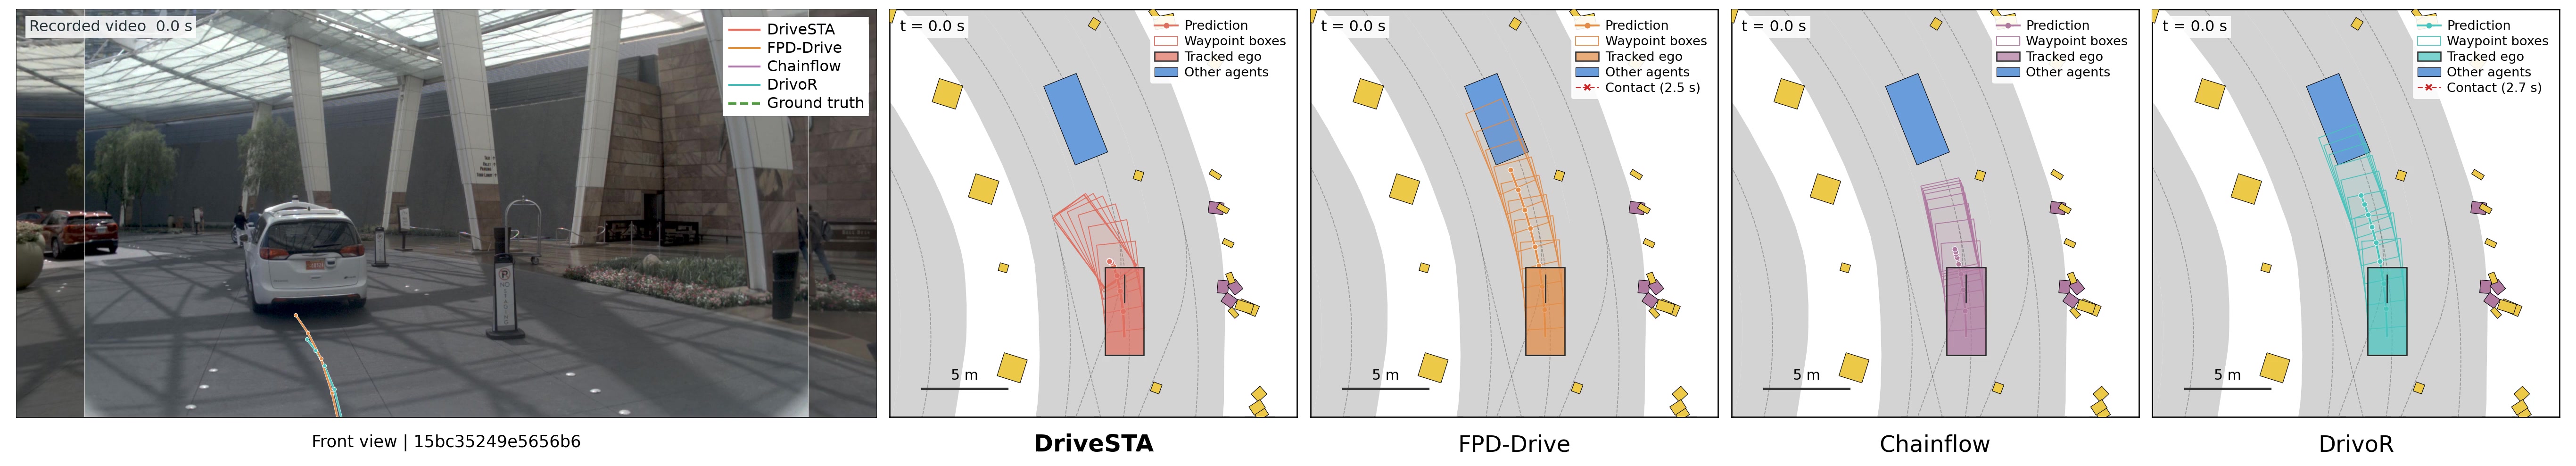 Recorded video 0.0 s
DriveSTA
FPD-Drive
Chainflow
DrivoR
Ground truth
Front view | 15bc35249e5656b6
t = 0.0 s
Prediction
Waypoint boxes
Tracked ego
Other agents
5 m
DriveSTA
t = 0.0 s
Prediction
Waypoint boxes
Tracked ego
Other agents
Contact (2.5 s)
5 m
FPD-Drive
t = 0.0 s
Prediction
Waypoint boxes
Tracked ego
Other agents
5 m
Chainflow
t = 0.0 s
Prediction
Waypoint boxes
Tracked ego
Other agents
Contact (2.7 s)
5 m
DrivoR